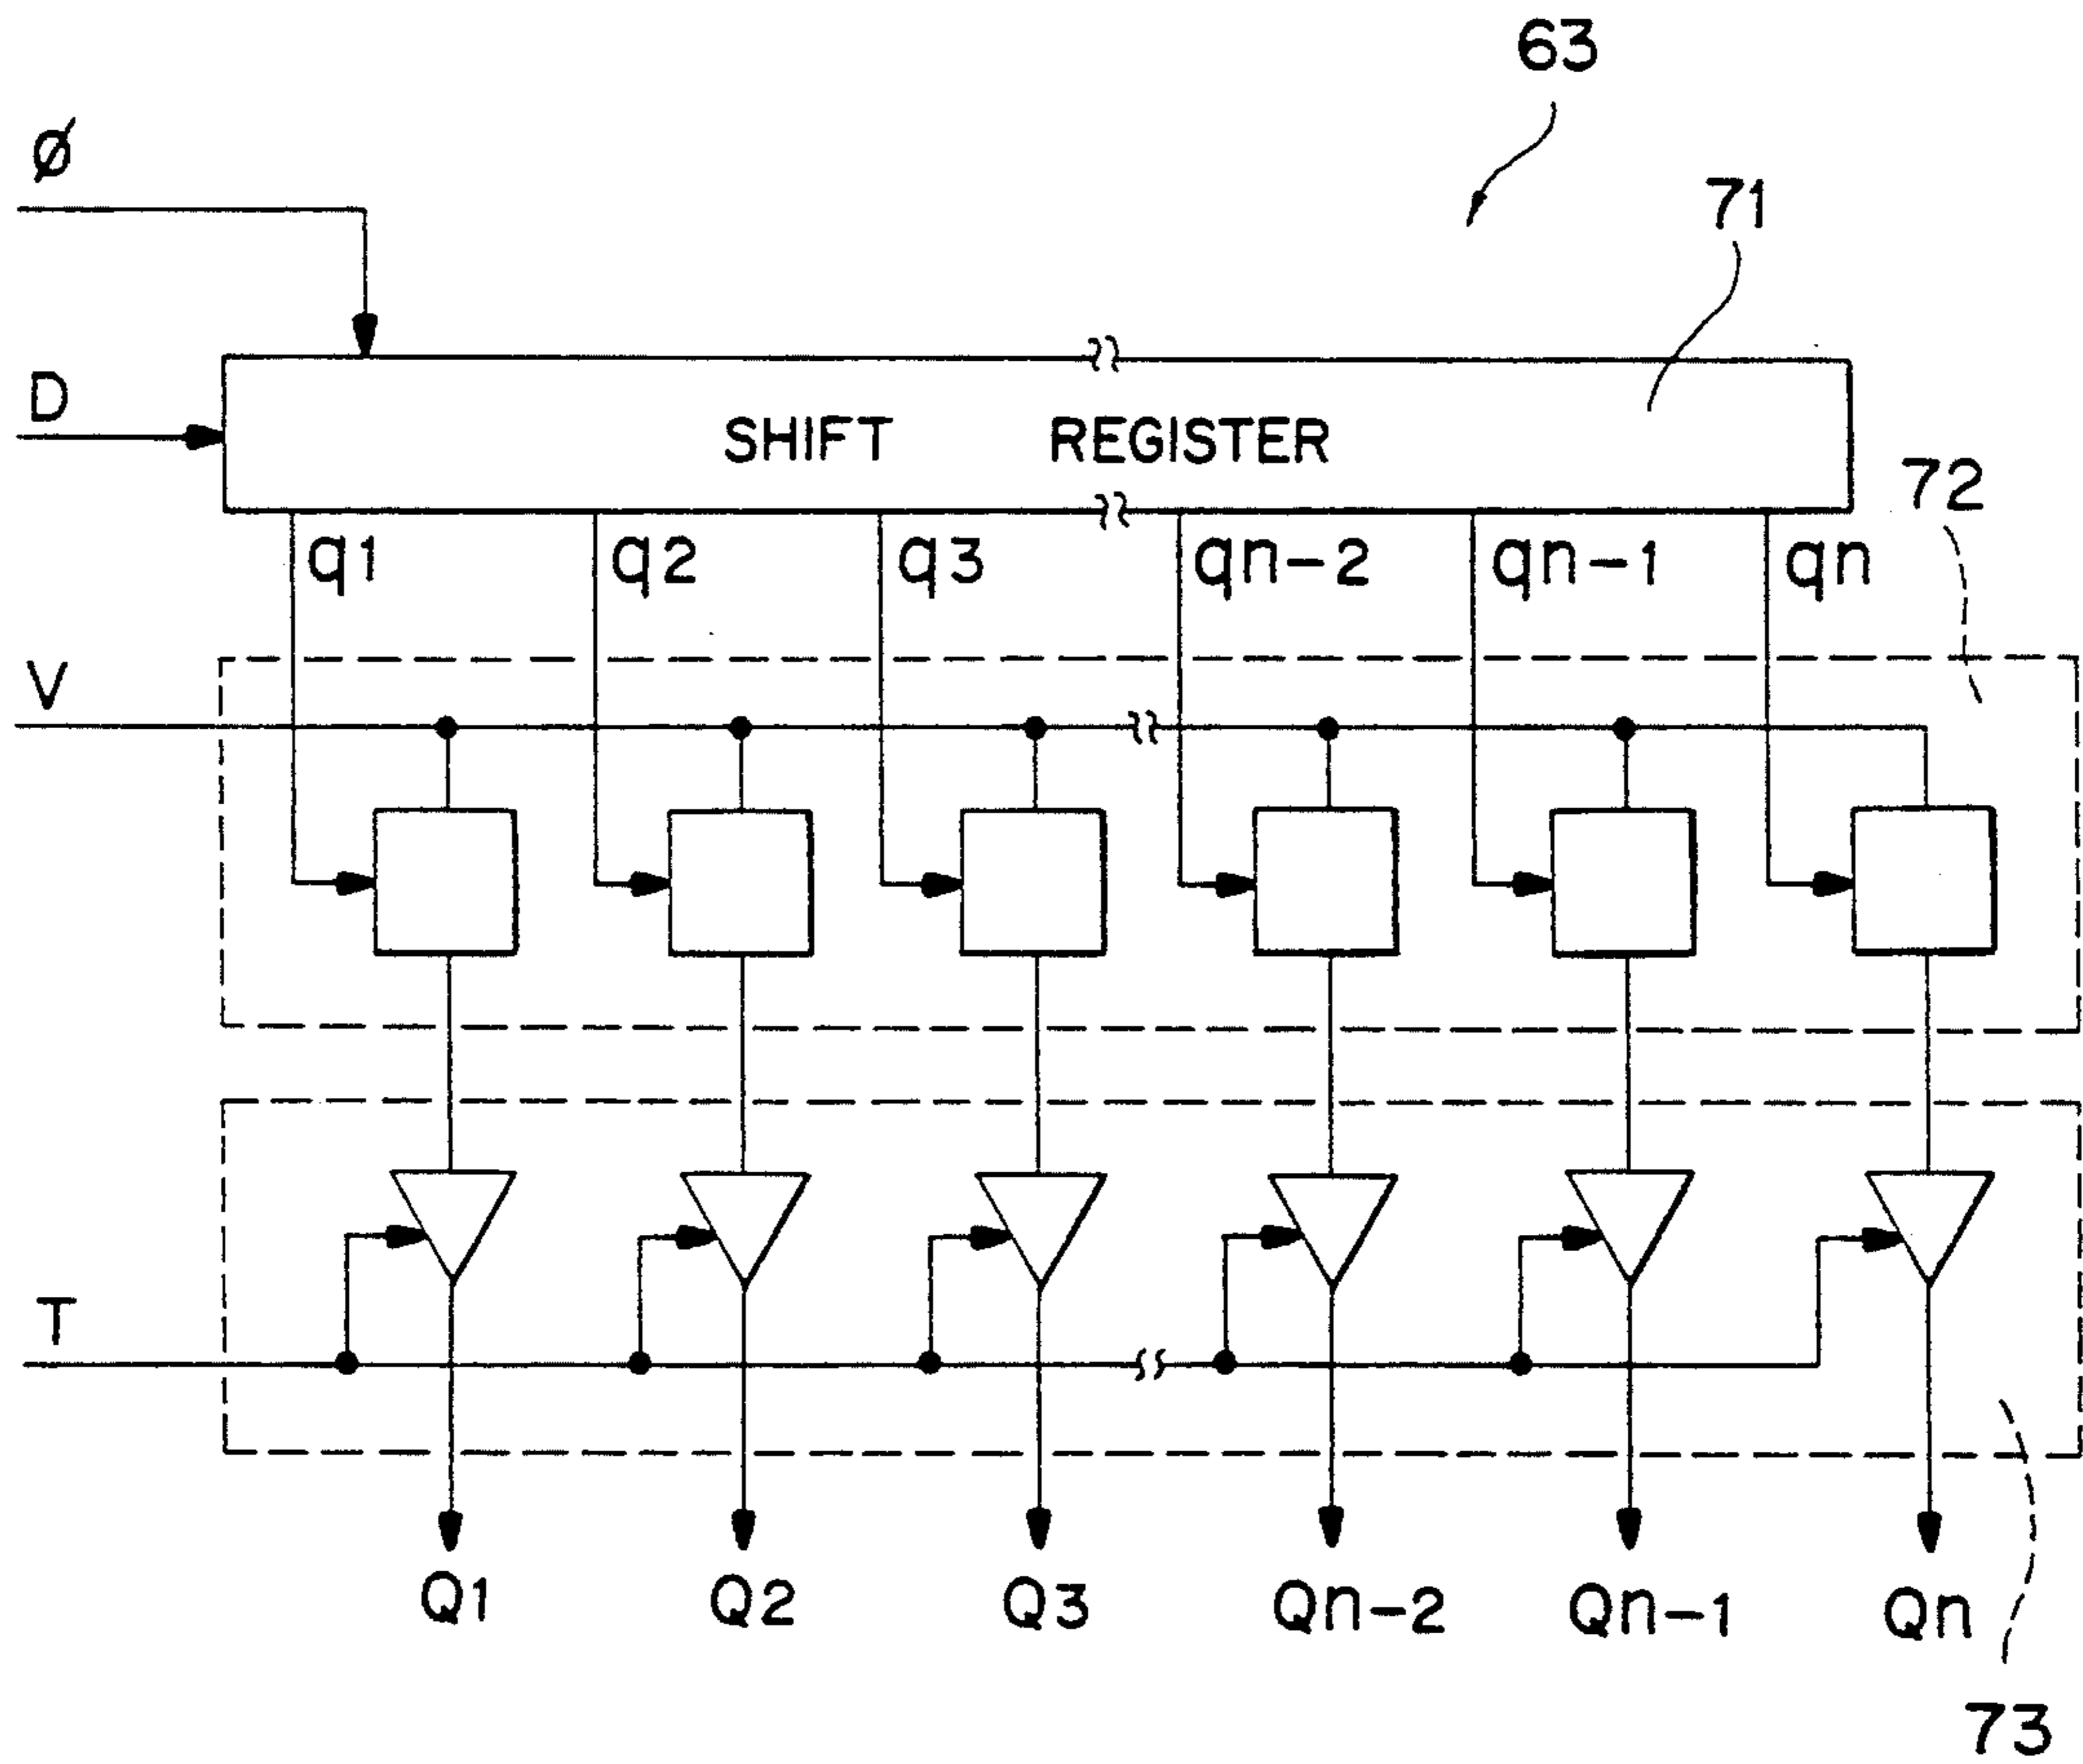 63
Ø
71
D
SHIFT REGISTER
72
q1 q2 q3 qn-2 qn-1 qn
V
T
Q1 Q2 Q3 Qn-2 Qn-1 Qn
73